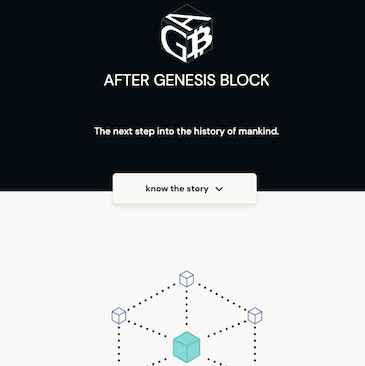 AGB
AFTER GENESIS BLOCK
The next step into the history of mankind.
know the story